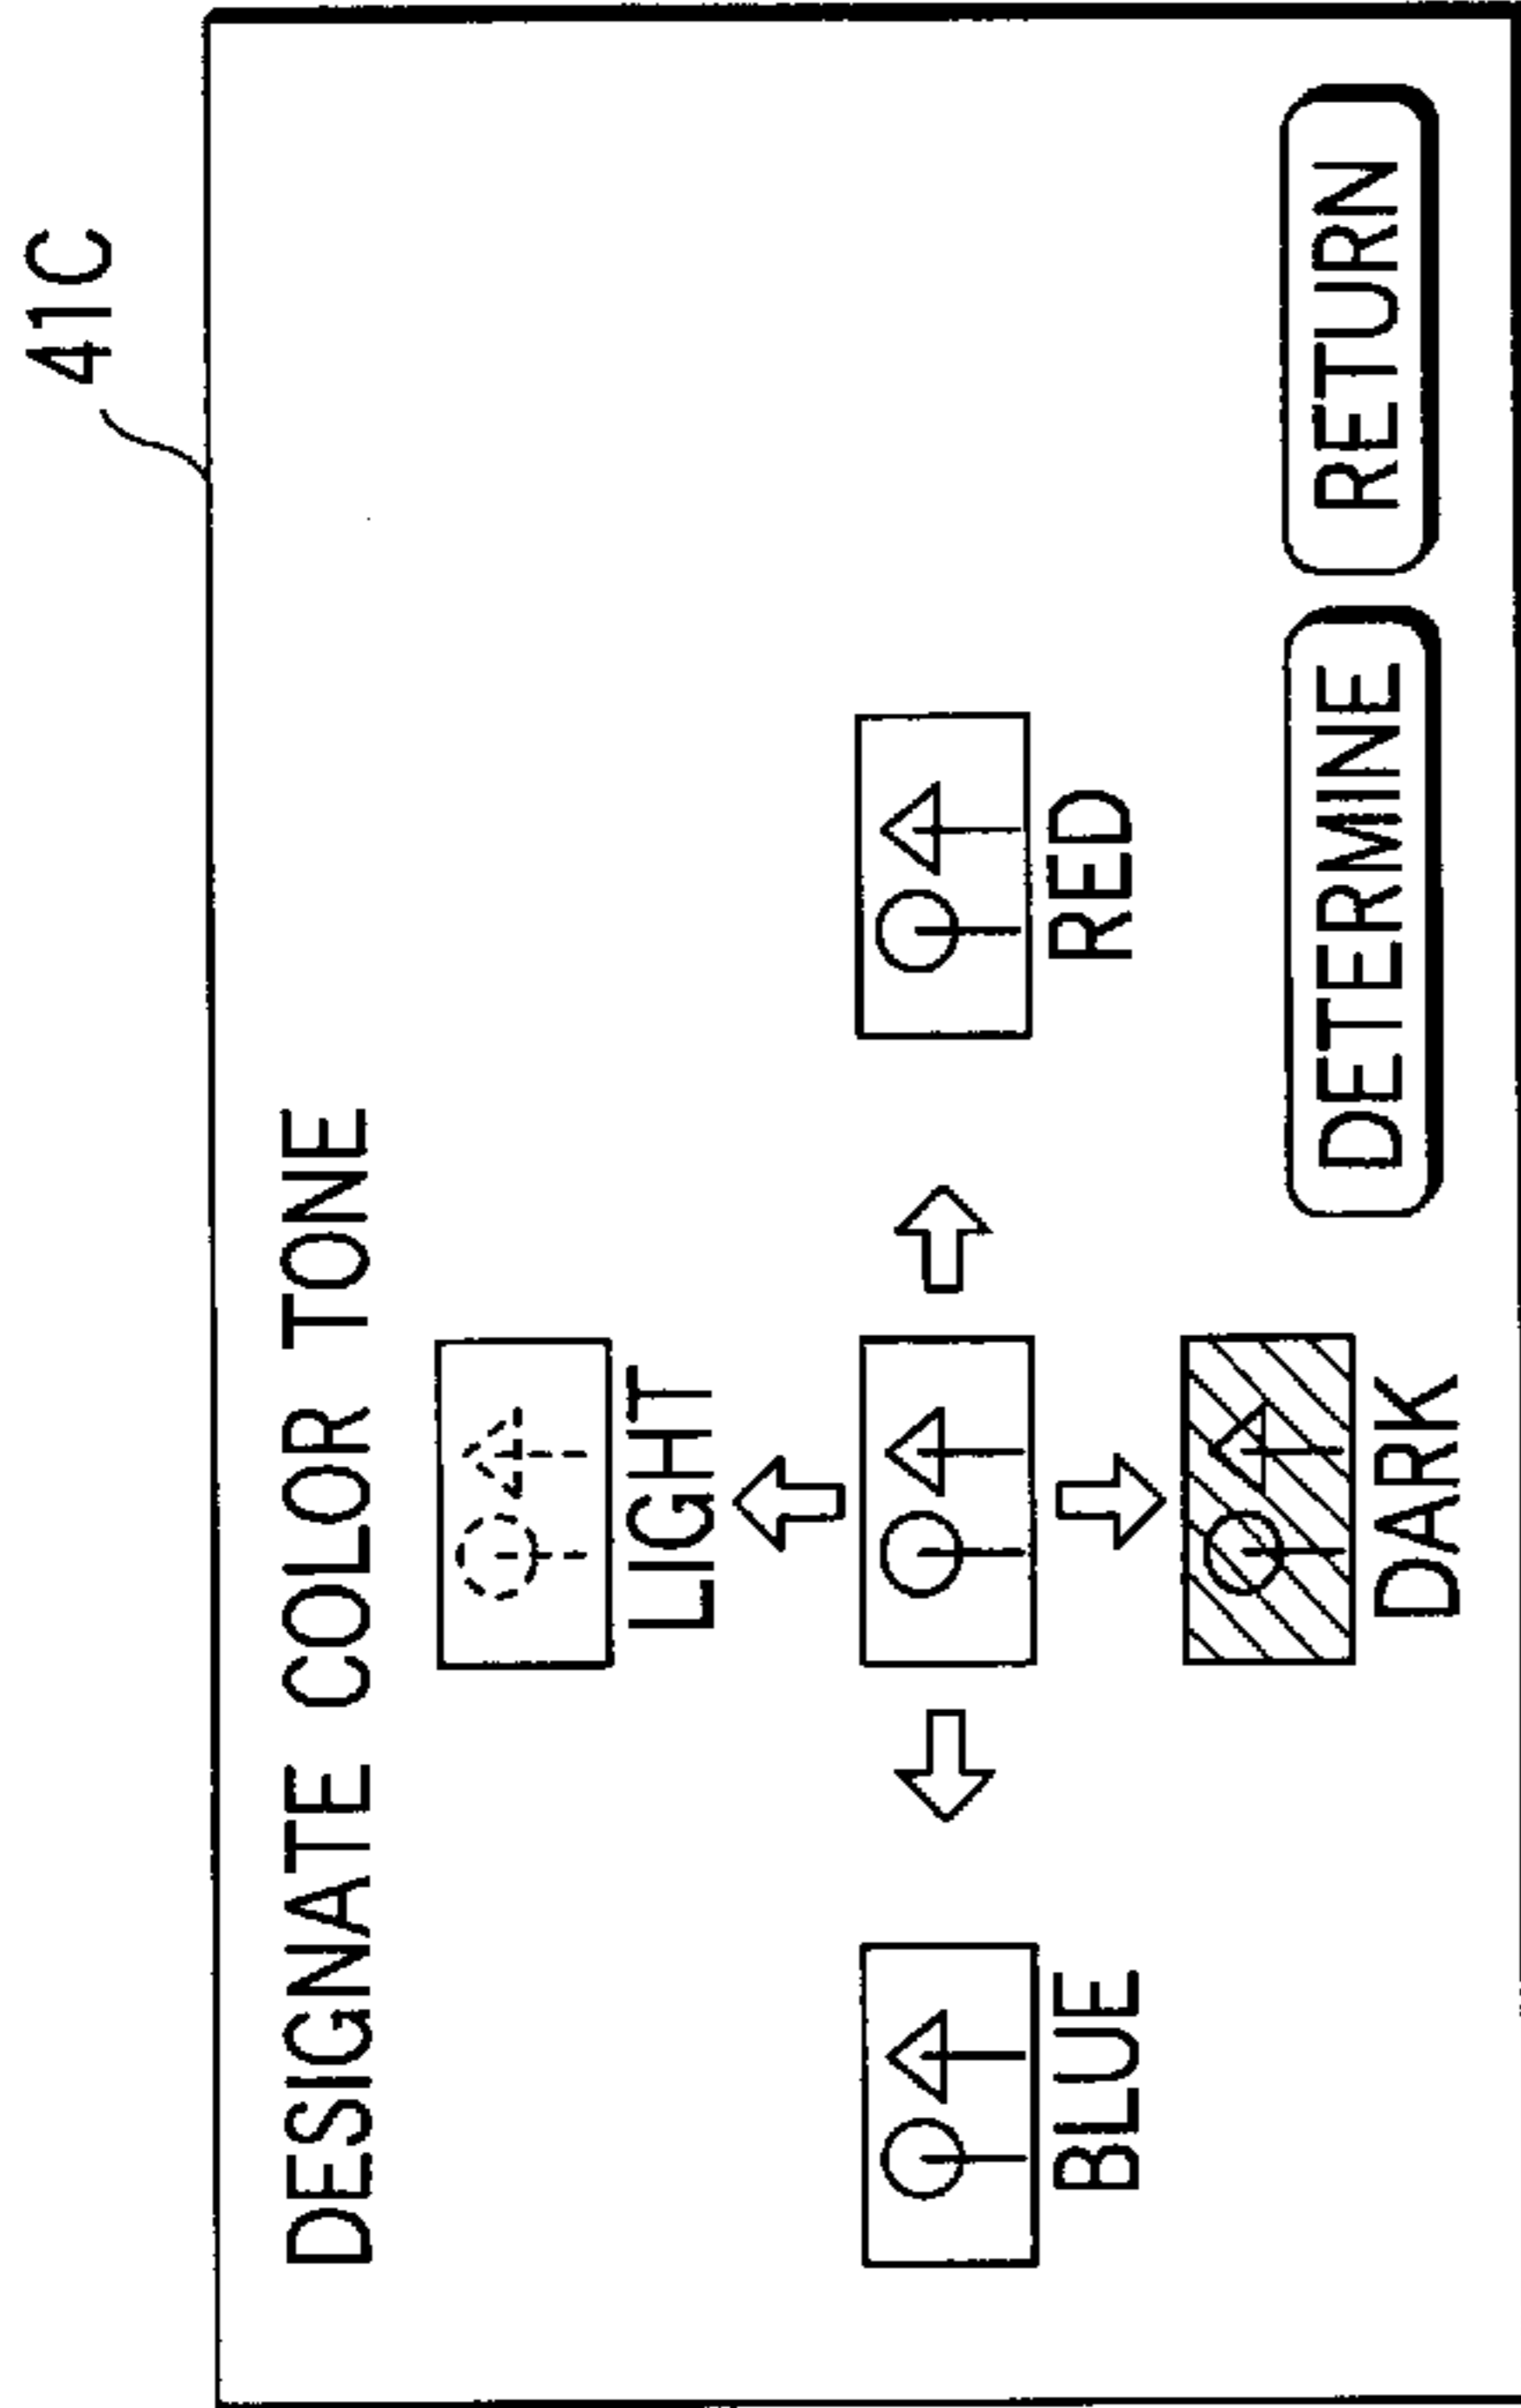 41C
DESIGNATE COLOR TONE
LIGHT
BLUE
RED
DARK
DETERMINE
RETURN